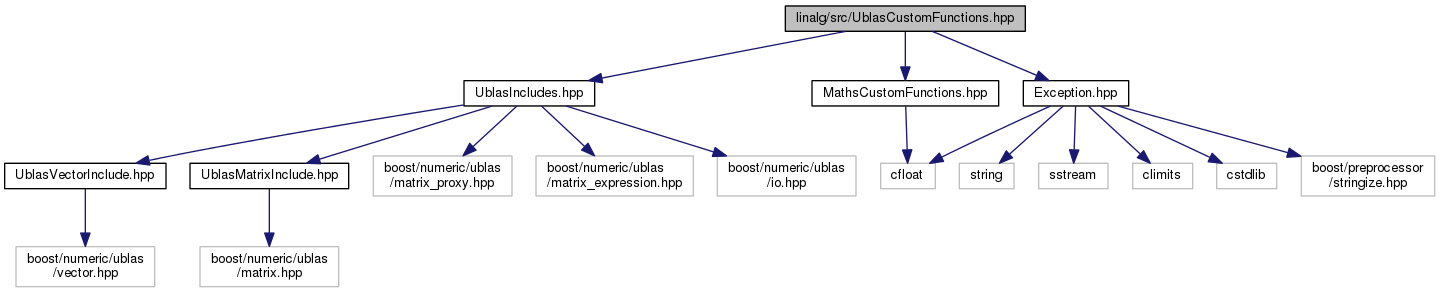 linalg/src/UblasCustomFunctions.hpp
UblasIncludes.hpp
MathsCustomFunctions.hpp
Exception.hpp
UblasVectorInclude.hpp
UblasMatrixInclude.hpp
boost/numeric/ublas
/matrix_proxy.hpp
boost/numeric/ublas
/matrix_expression.hpp
boost/numeric/ublas
/io.hpp
cfloat
string
sstream
climits
cstdlib
boost/preprocessor
/stringize.hpp
boost/numeric/ublas
/vector.hpp
boost/numeric/ublas
/matrix.hpp